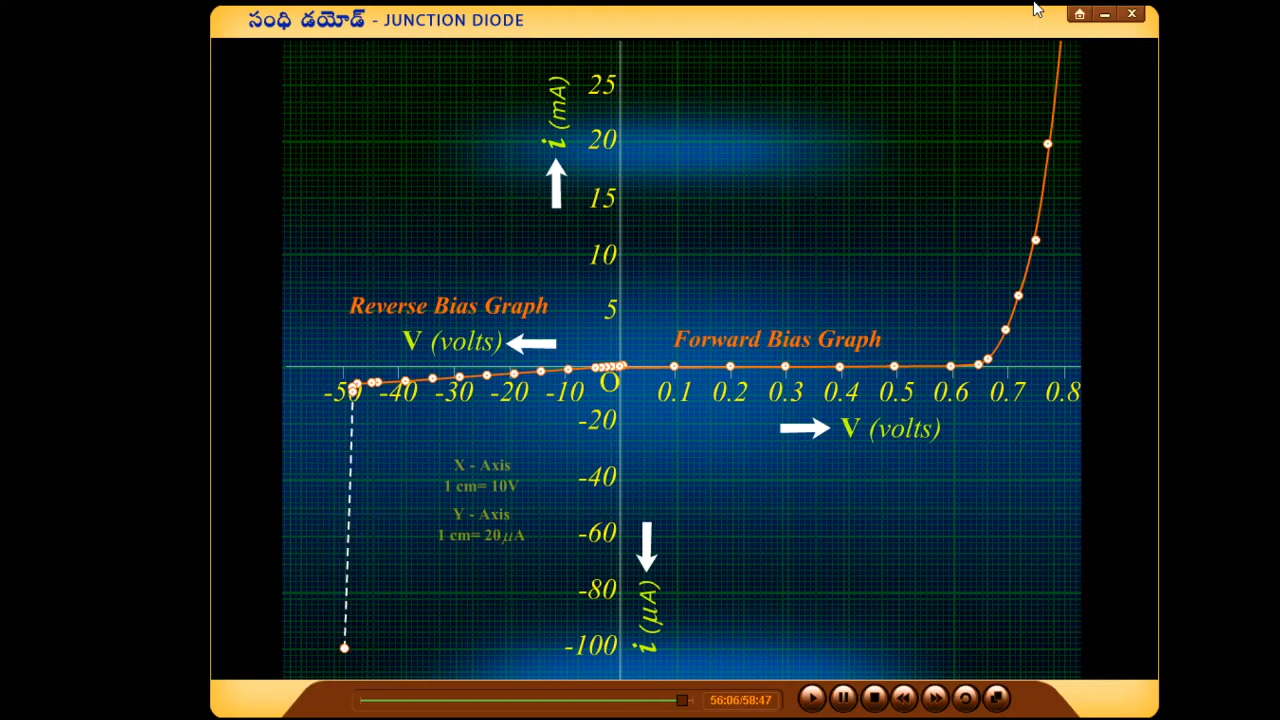 సంధి డయోడ్ - JUNCTION DIODE
i (mA)
25
20
15
10
5
Reverse Bias Graph
V (volts)
Forward Bias Graph
-50 -40 -30 -20 -10 O 0.1 0.2 0.3 0.4 0.5 0.6 0.7 0.8
V (volts)
-20
-40
-60
-80
-100
X - Axis
1 cm= 10V
Y - Axis
1 cm= 20 μA
i (μA)
56:06/58:47